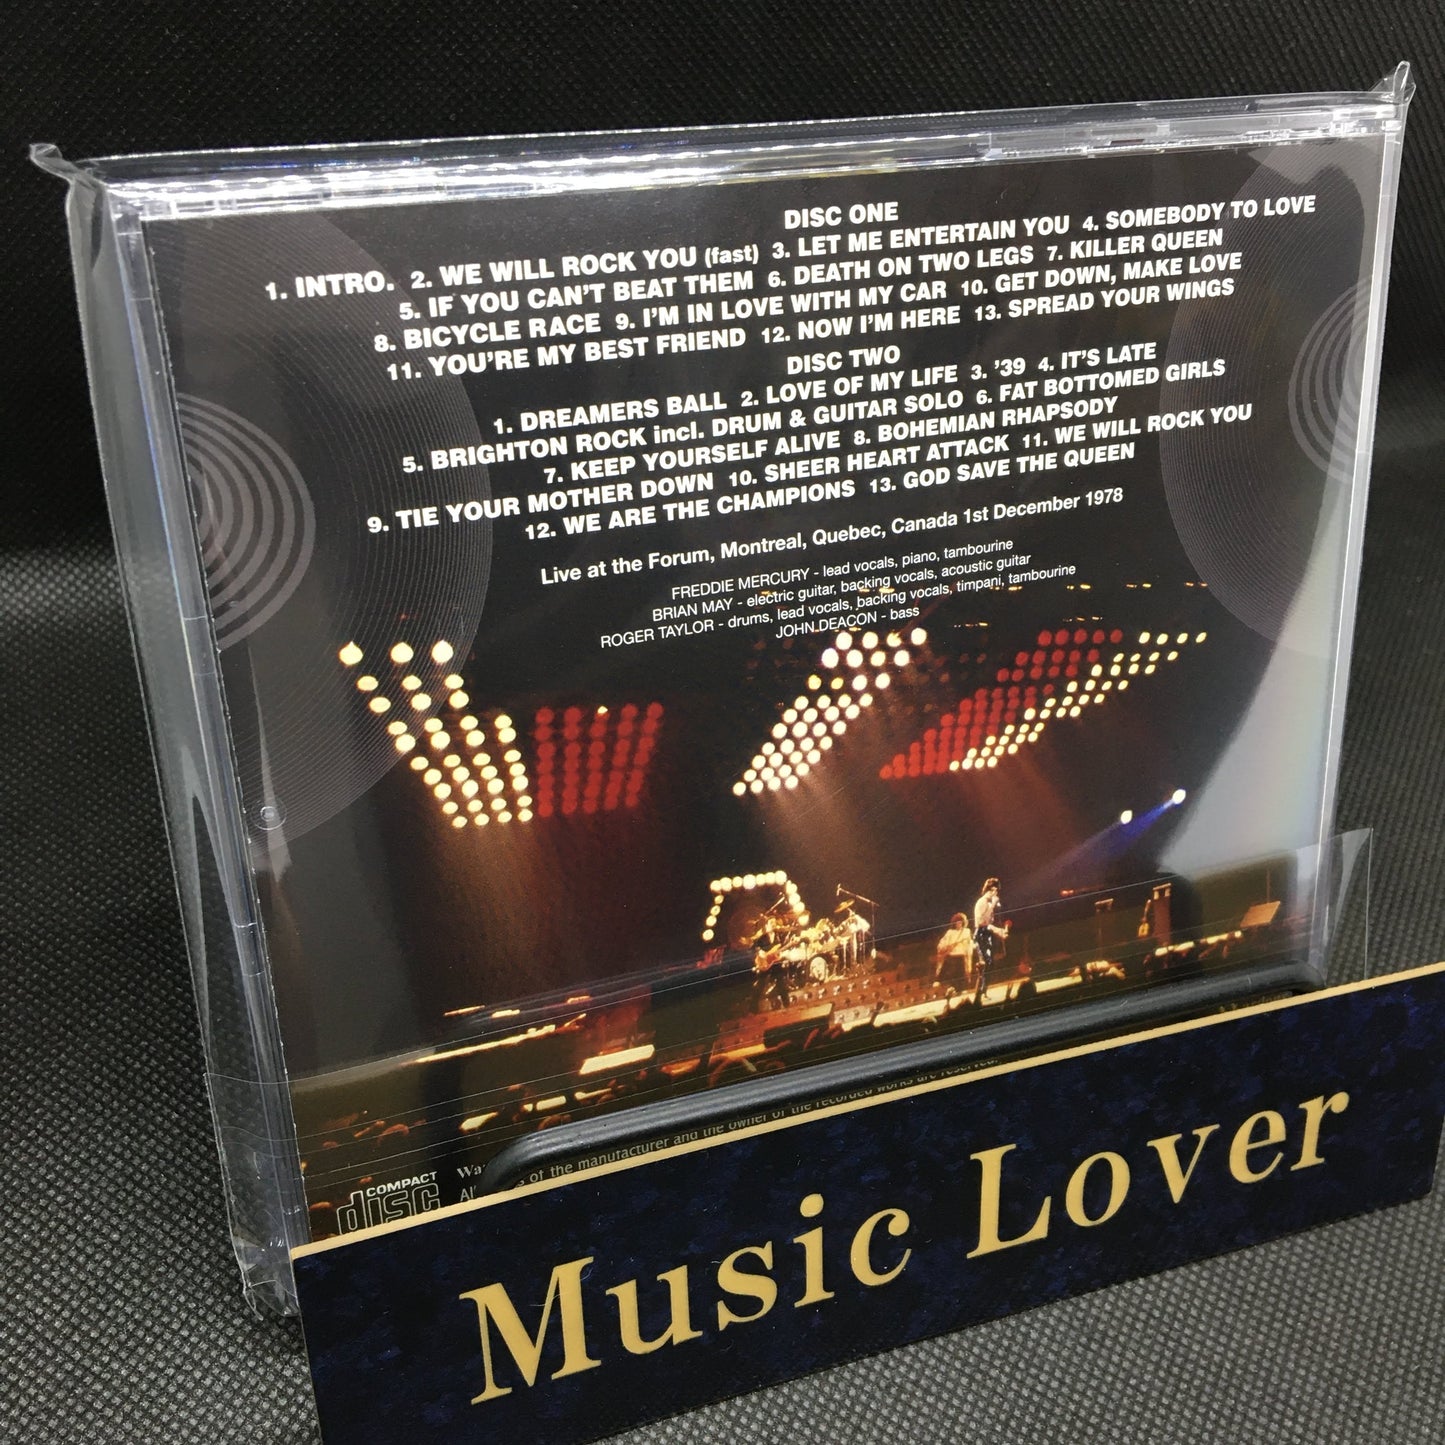 DISC ONE
1. INTRO. 2. WE WILL ROCK YOU (fast) 3. LET ME ENTERTAIN YOU 4. SOMEBODY TO LOVE
5. IF YOU CAN'T BEAT THEM 6. DEATH ON TWO LEGS 7. KILLER QUEEN
8. BICYCLE RACE 9. I'M IN LOVE WITH MY CAR 10. GET DOWN, MAKE LOVE
11. YOU'RE MY BEST FRIEND 12. NOW I'M HERE 13. SPREAD YOUR WINGS
DISC TWO
1. DREAMERS BALL 2. LOVE OF MY LIFE 3. '39 4. IT'S LATE
5. BRIGHTON ROCK incl. DRUM & GUITAR SOLO 6. FAT BOTTOMED GIRLS
7. KEEP YOURSELF ALIVE 8. BOHEMIAN RHAPSODY
9. TIE YOUR MOTHER DOWN 10. SHEER HEART ATTACK 11. WE WILL ROCK YOU
12. WE ARE THE CHAMPIONS 13. GOD SAVE THE QUEEN
Live at the Forum, Montreal, Quebec, Canada 1st December 1978
FREDDIE MERCURY - lead vocals, piano, tambourine
BRIAN MAY - electric guitar, backing vocals, acoustic guitar
ROGER TAYLOR - drums, lead vocals, backing vocals, timpani, tambourine
JOHN DEACON - bass
COMPACT
disc
of the manufacturer and the owner of the recorded works are reserved.
Music Lover